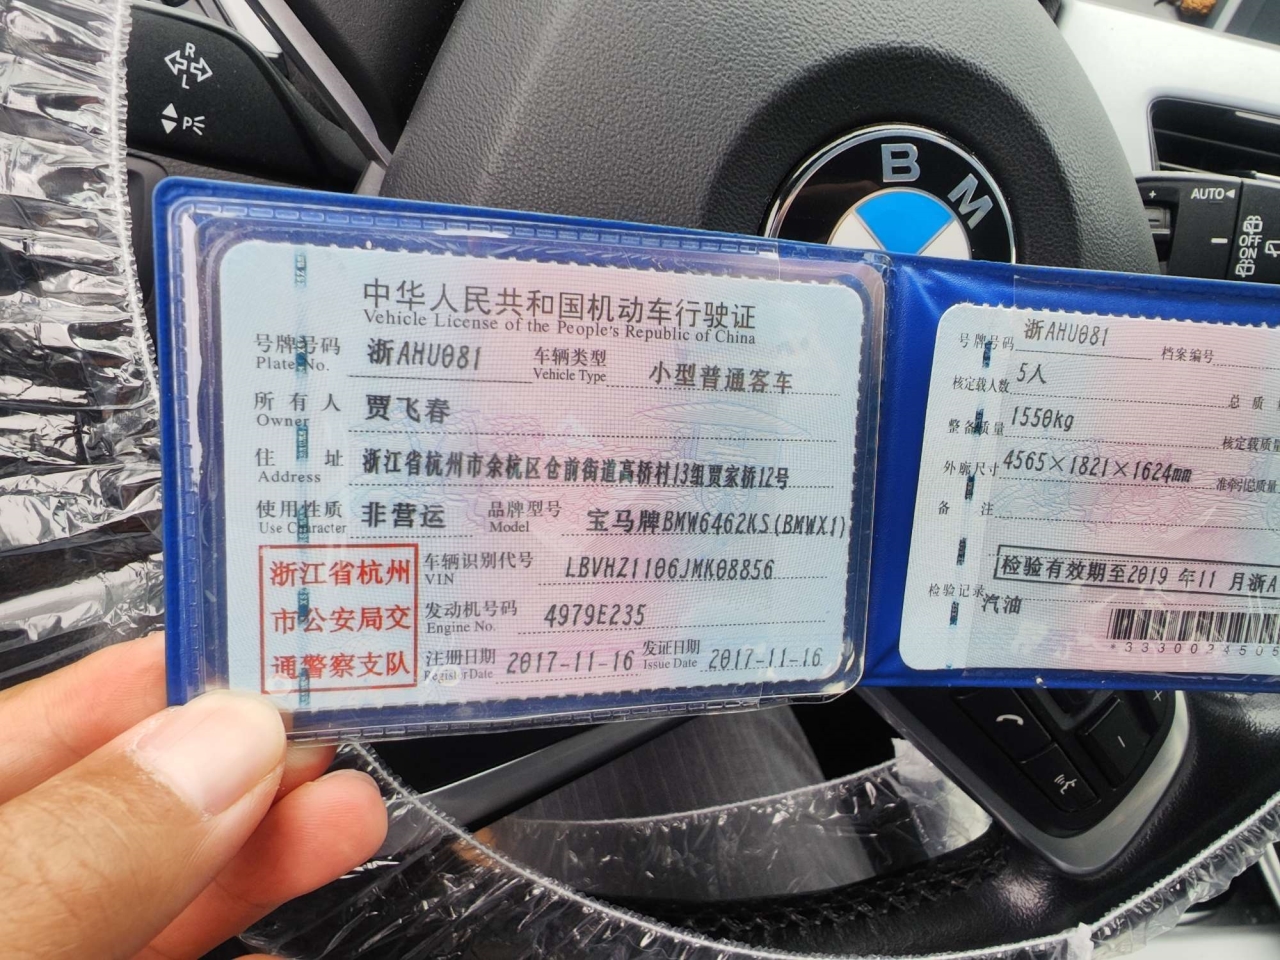 R
L
P
B M
AUTO
OFF
ON
中华人民共和国机动车行驶证
Vehicle License of the People's Republic of China
号牌号码 浙AHU081 车辆类型 小型普通客车
Plate No. Vehicle Type
所有人 贾飞春
Owner
住址 浙江省杭州市余杭区仓前街道高桥村13组贾家桥12号
Address
使用性质 非营运 品牌型号 宝马牌BMW6462KS(BMWX1)
Use Character Model
浙江省杭州
市公安局交
通警察支队
车辆识别代号 LBVHZ1106JMK08856
VIN
发动机号码 4979E235
Engine No.
注册日期 2017-11-16 发证日期 2017-11-16
Register Date Issue Date
号牌号码 浙AHU081 档案编号
核定载人数 5人 总质
整备质量 1550kg 核定载质量
外廓尺寸 4565×1821×1624mm 准牵引总质量
备注
检验有效期至2019年11月浙A
检验记录
汽油